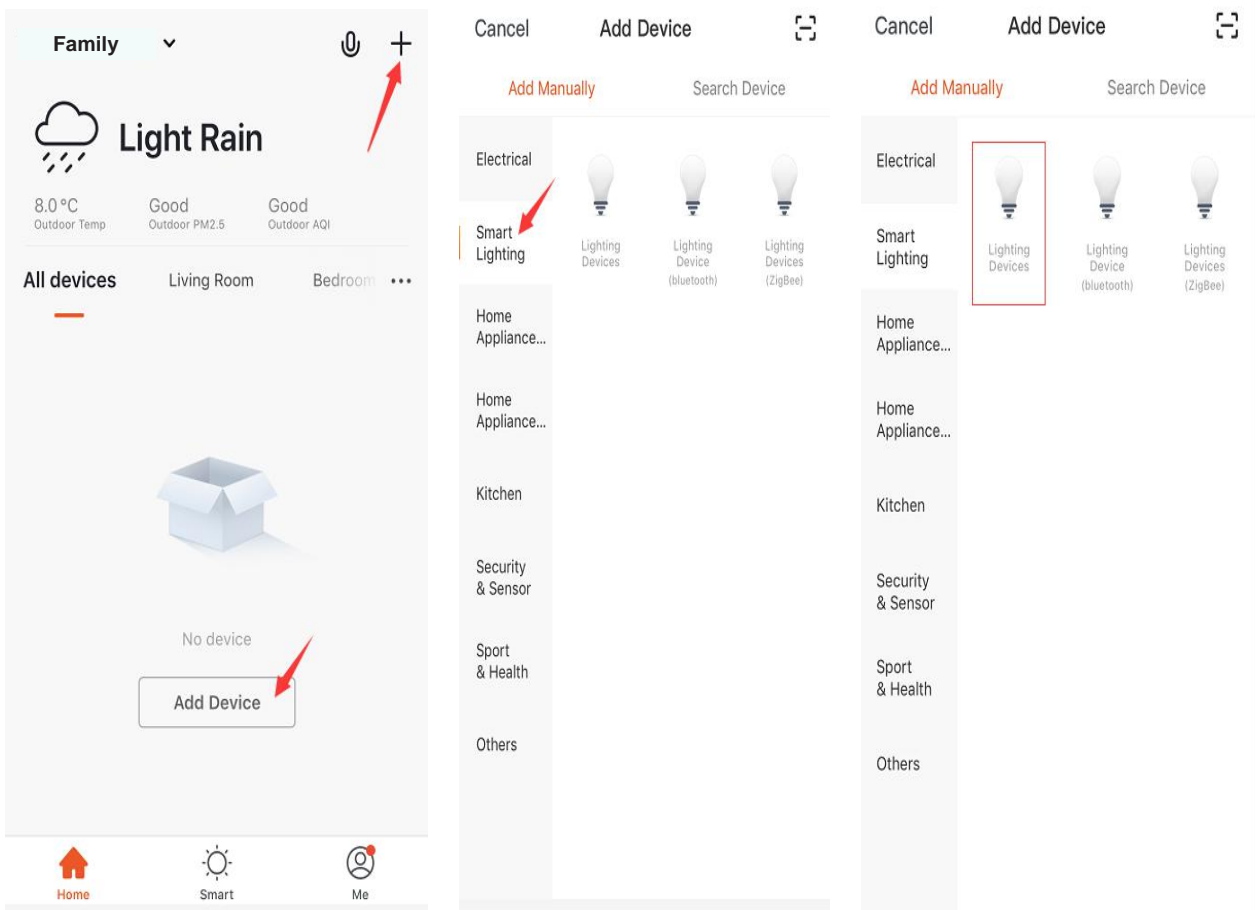 Family
Light Rain
8.0 °C Good Good
Outdoor Temp Outdoor PM2.5 Outdoor AQI
All devices Living Room Bedroom
No device
Add Device
Home Smart Me
Cancel Add Device
Add Manually Search Device
Electrical
Smart
Lighting
Home
Appliance...
Home
Appliance...
Kitchen
Security
& Sensor
Sport
& Health
Others
Lighting
Devices
Lighting
Device
(bluetooth)
Lighting
Devices
(ZigBee)
Cancel Add Device
Add Manually Search Device
Electrical
Smart
Lighting
Home
Appliance...
Home
Appliance...
Kitchen
Security
& Sensor
Sport
& Health
Others
Lighting
Devices
Lighting
Device
(bluetooth)
Lighting
Devices
(ZigBee)